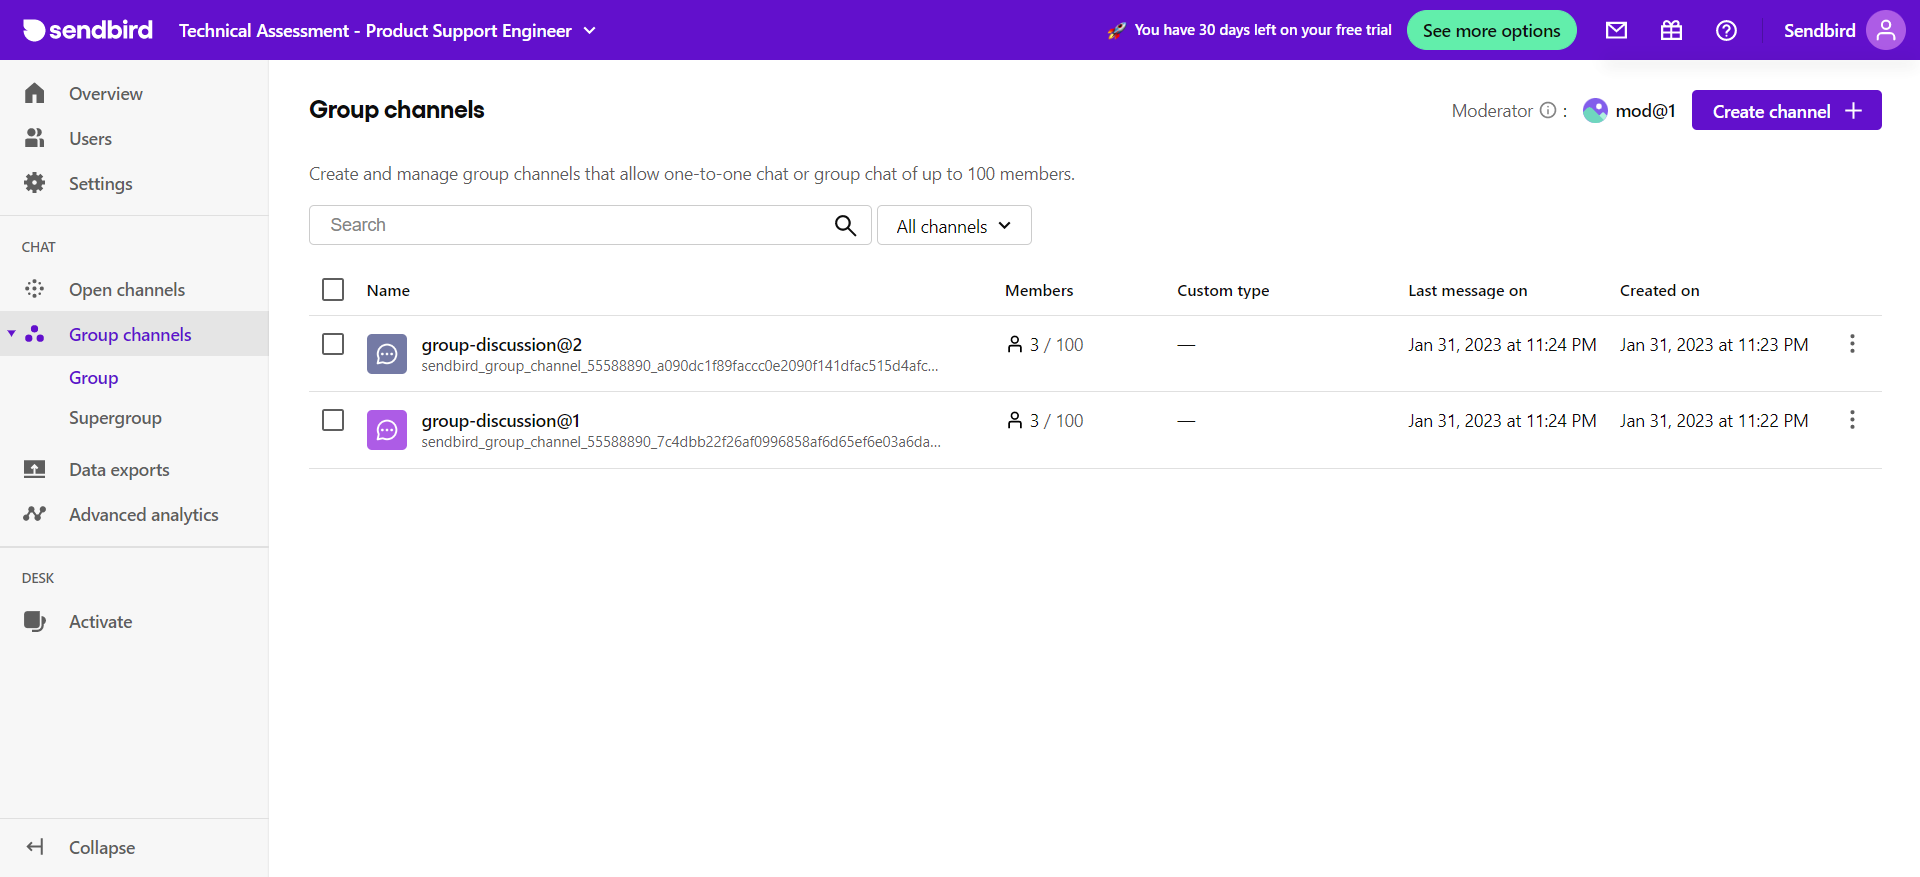 sendbird
Technical Assessment - Product Support Engineer
🚀 You have 30 days left on your free trial
See more options
Sendbird
Overview
Users
Settings
CHAT
Open channels
Group channels
Group
Supergroup
Data exports
Advanced analytics
DESK
Activate
Collapse
Group channels
Moderator : mod@1
Create channel +
Create and manage group channels that allow one-to-one chat or group chat of up to 100 members.
Search
All channels
Name Members Custom type Last message on Created on
group-discussion@2 3 / 100 — Jan 31, 2023 at 11:24 PM Jan 31, 2023 at 11:23 PM
sendbird_group_channel_55588890_a090dc1f89faccc0e2090f141dfac515d4afc...
group-discussion@1 3 / 100 — Jan 31, 2023 at 11:24 PM Jan 31, 2023 at 11:22 PM
sendbird_group_channel_55588890_7c4dbb22f26af0996858af6d65ef6e03a6da...